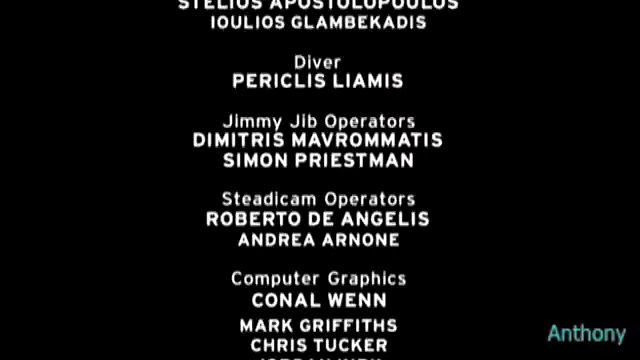 STELIOS APOSTOLOPOULOS
IOULIOS GLAMBEKADIS
Diver
PERICLIS LIAMIS
Jimmy Jib Operators
DIMITRIS MAVROMMATIS
SIMON PRIESTMAN
Steadicam Operators
ROBERTO DE ANGELIS
ANDREA ARNONE
Computer Graphics
CONAL WENN
MARK GRIFFITHS
CHRIS TUCKER
Anthony